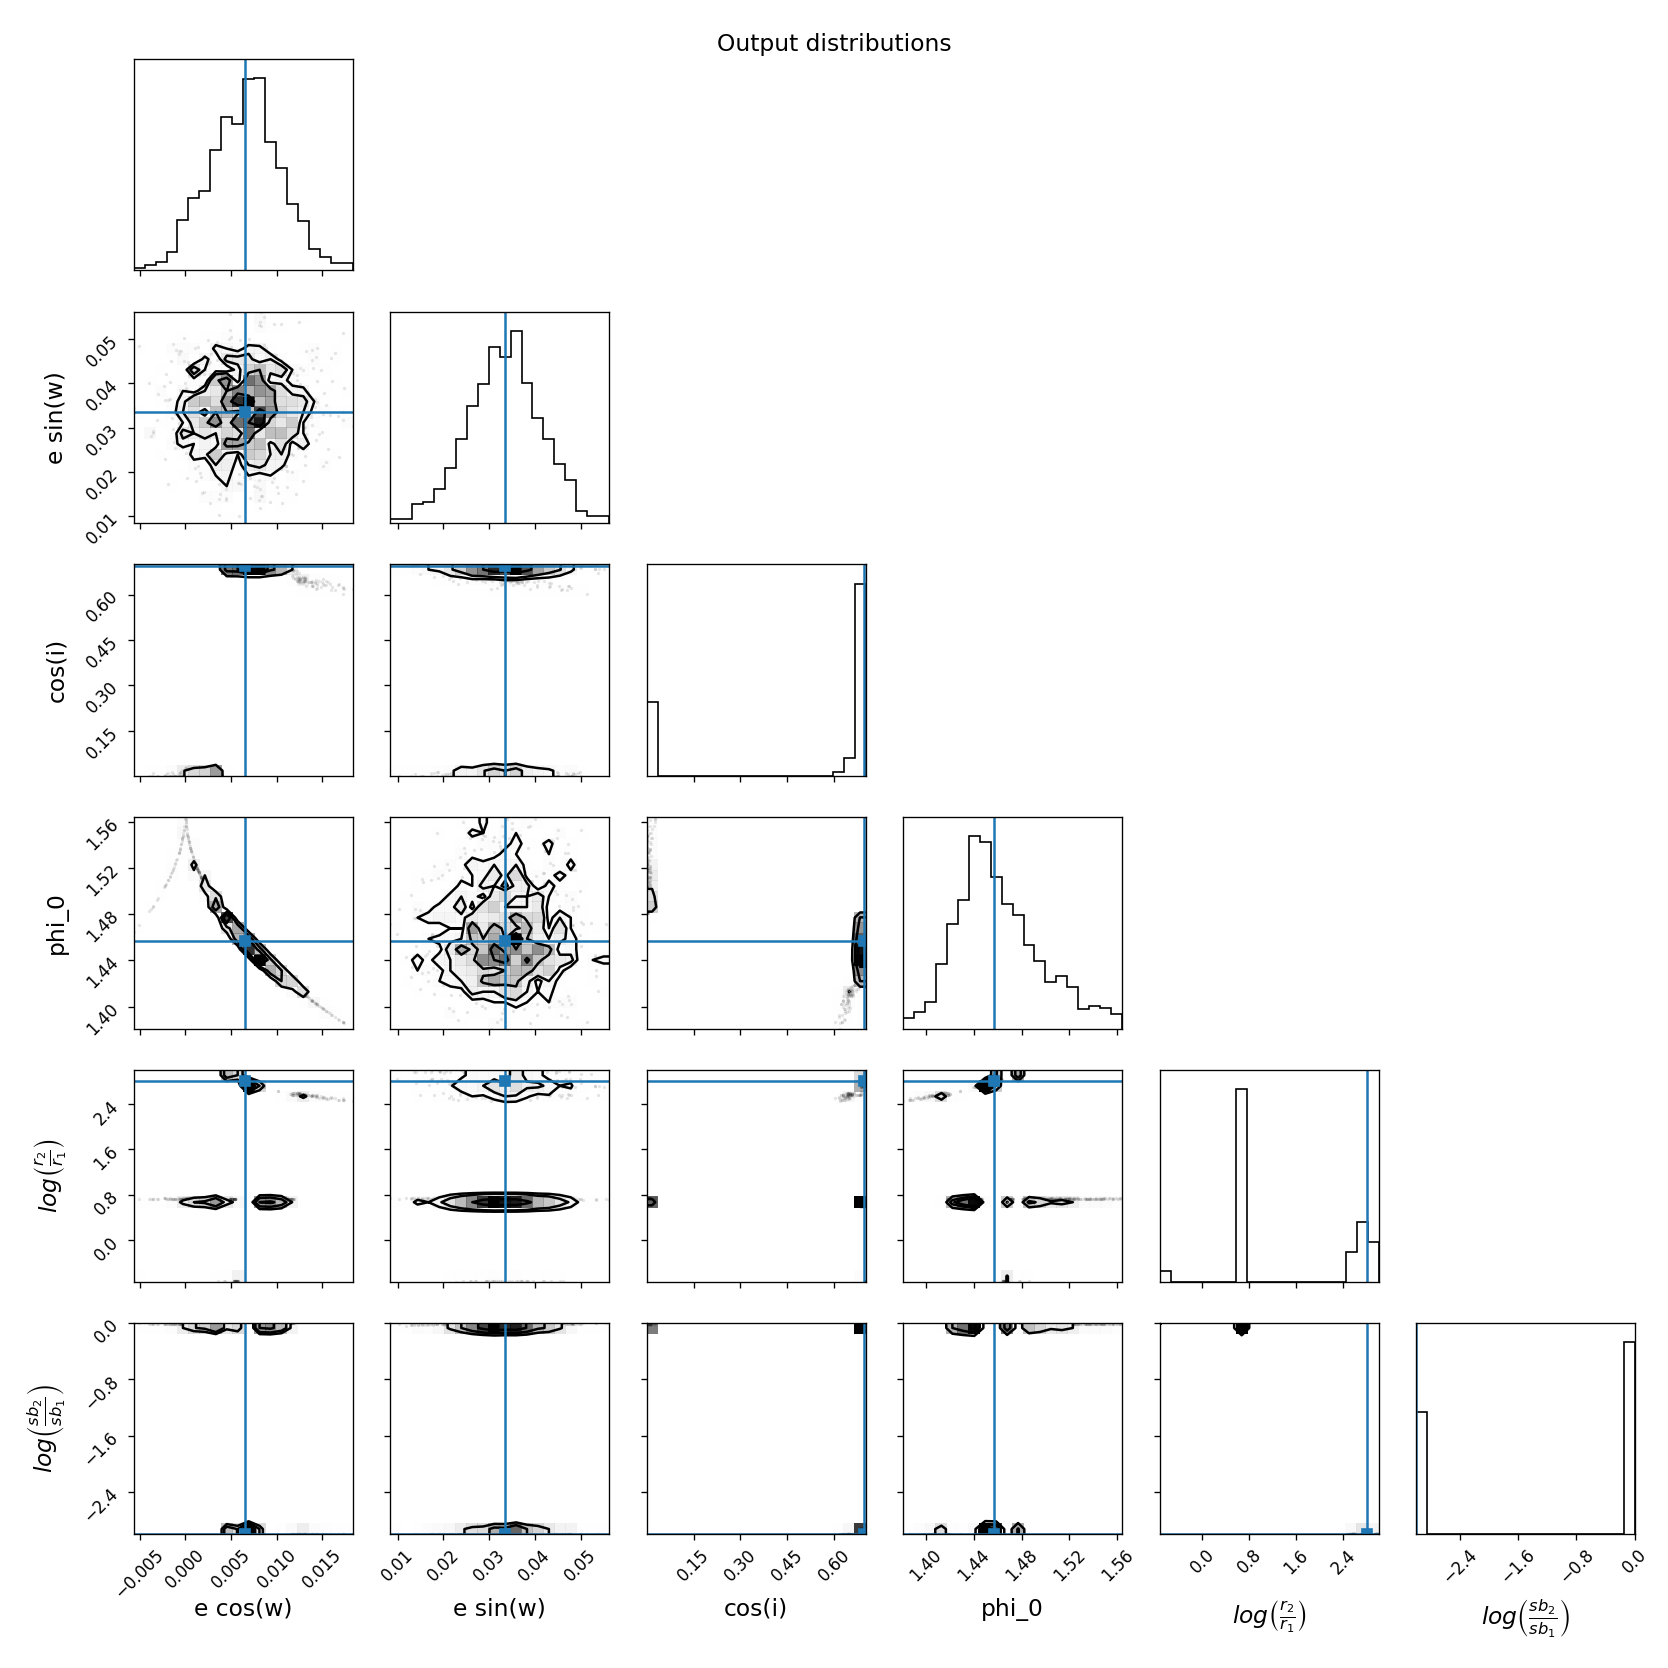 Output distributions
e sin(w)
0.05
0.04
0.03
0.02
0.01
cos(i)
0.60
0.45
0.30
0.15
phi_0
1.56
1.52
1.48
1.44
1.40
log(r₂/r₁)
2.4
1.6
0.8
0.0
log(sb₂/sb₁)
0.0
−0.8
−1.6
−2.4
−0.005 0.000 0.005 0.010 0.015
0.01 0.02 0.03 0.04 0.05
0.15 0.30 0.45 0.60
1.40 1.44 1.48 1.52 1.56
0.0 0.8 1.6 2.4
−2.4 −1.6 −0.8 0.0
e cos(w) e sin(w) cos(i) phi_0 log(r₂/r₁) log(sb₂/sb₁)